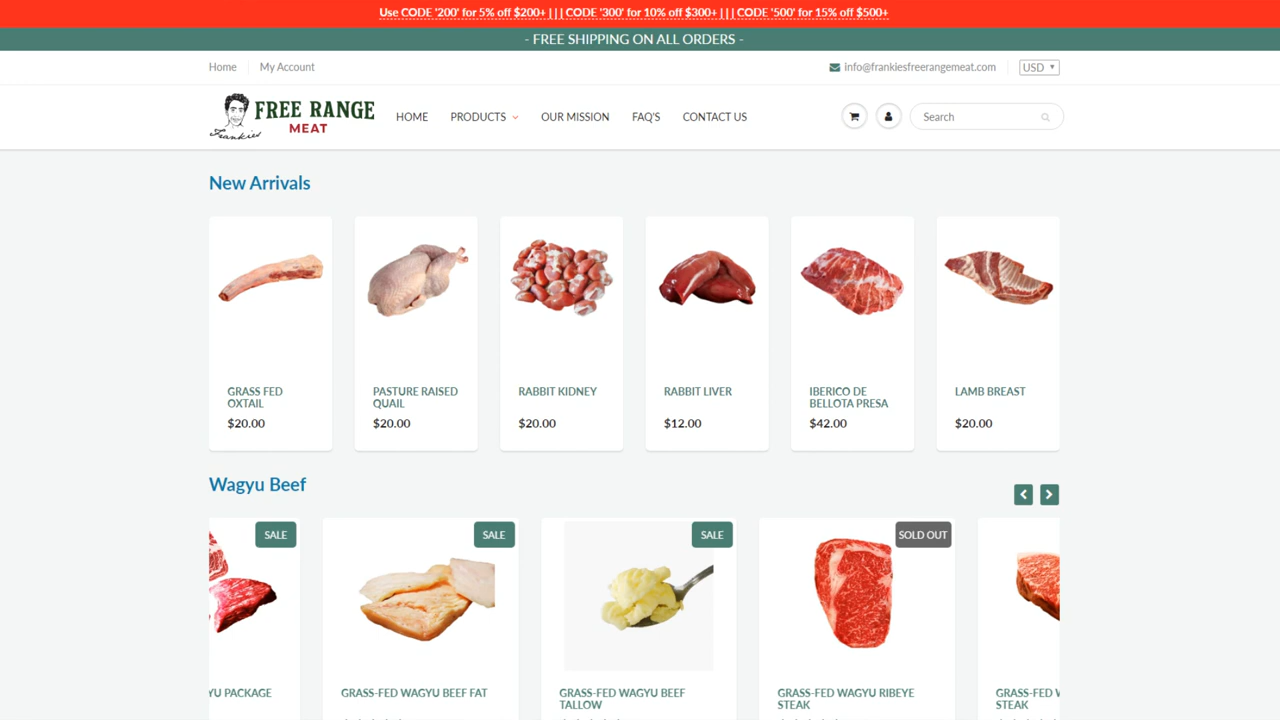 Use CODE '200' for 5% off $200+ | | | CODE '300' for 10% off $300+ | | | CODE '500' for 15% off $500+
- FREE SHIPPING ON ALL ORDERS -
Home
My Account
info@frankiesfreerangemeat.com
USD
Frankies
FREE RANGE
MEAT
HOME
PRODUCTS
OUR MISSION
FAQ'S
CONTACT US
Search
New Arrivals
GRASS FED
OXTAIL
$20.00
PASTURE RAISED
QUAIL
$20.00
RABBIT KIDNEY
$20.00
RABBIT LIVER
$12.00
IBERICO DE
BELLOTA PRESA
$42.00
LAMB BREAST
$20.00
Wagyu Beef
SALE
YU PACKAGE
SALE
GRASS-FED WAGYU BEEF FAT
SALE
GRASS-FED WAGYU BEEF
TALLOW
SOLD OUT
GRASS-FED WAGYU RIBEYE
STEAK
GRASS-FED
STEAK